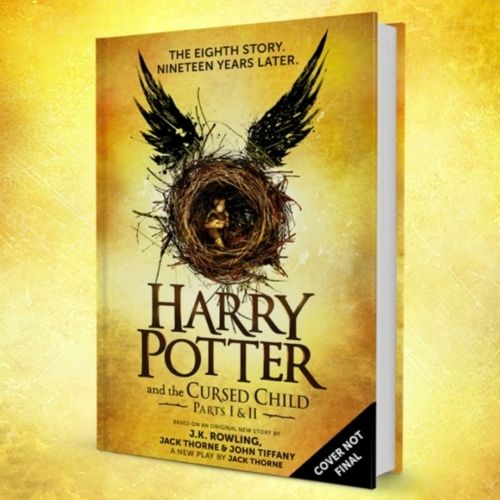 THE EIGHTH STORY.
NINETEEN YEARS LATER.
HARRY
POTTER
and the CURSED CHILD
PARTS I & II
BASED ON AN ORIGINAL NEW STORY BY
J.K. ROWLING,
JACK THORNE & JOHN TIFFANY
A NEW PLAY BY JACK THORNE
COVER NOT
FINAL